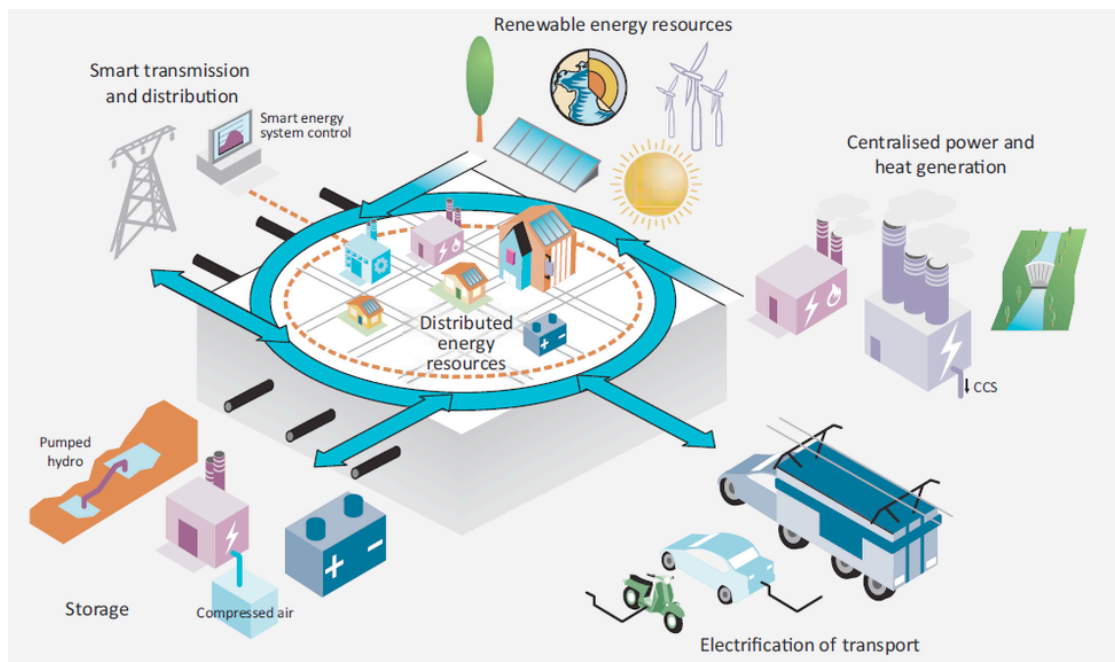 Renewable energy resources
Smart transmission
and distribution
Smart energy
system control
Centralised power and
heat generation
Distributed
energy
resources
CCS
Pumped
hydro
+ −
+ −
Compressed air
Storage
Electrification of transport